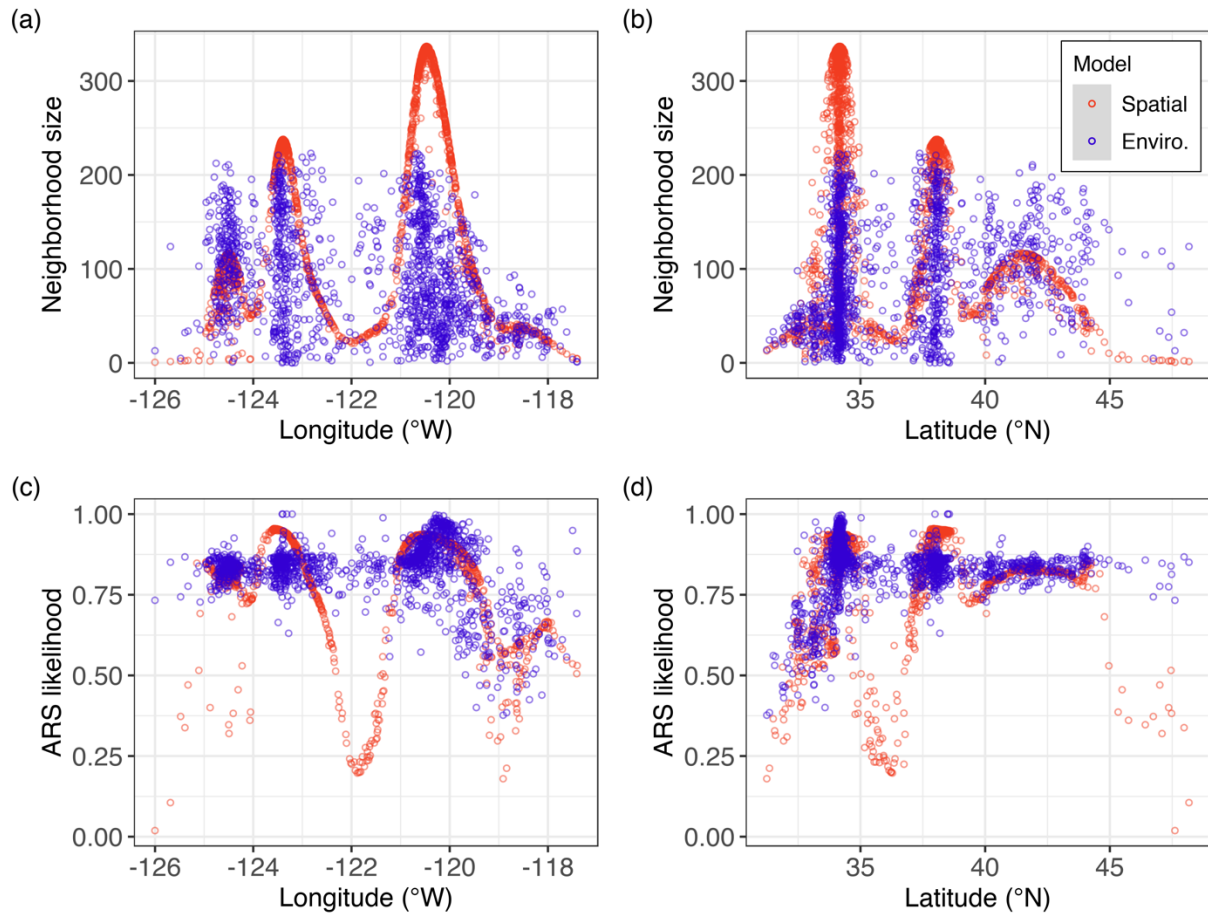 (a)
Neighborhood size
300
200
100
0
-126
-124
-122
-120
-118
Longitude (°W)
(b)
Neighborhood size
300
200
100
0
35
40
45
Latitude (°N)
Model
Spatial
Enviro.
(c)
ARS likelihood
1.00
0.75
0.50
0.25
0.00
-126
-123
-122
-120
-118
Longitude (°W)
(d)
ARS likelihood
1.00
0.75
0.50
0.25
0.00
35
40
45
Latitude (°N)